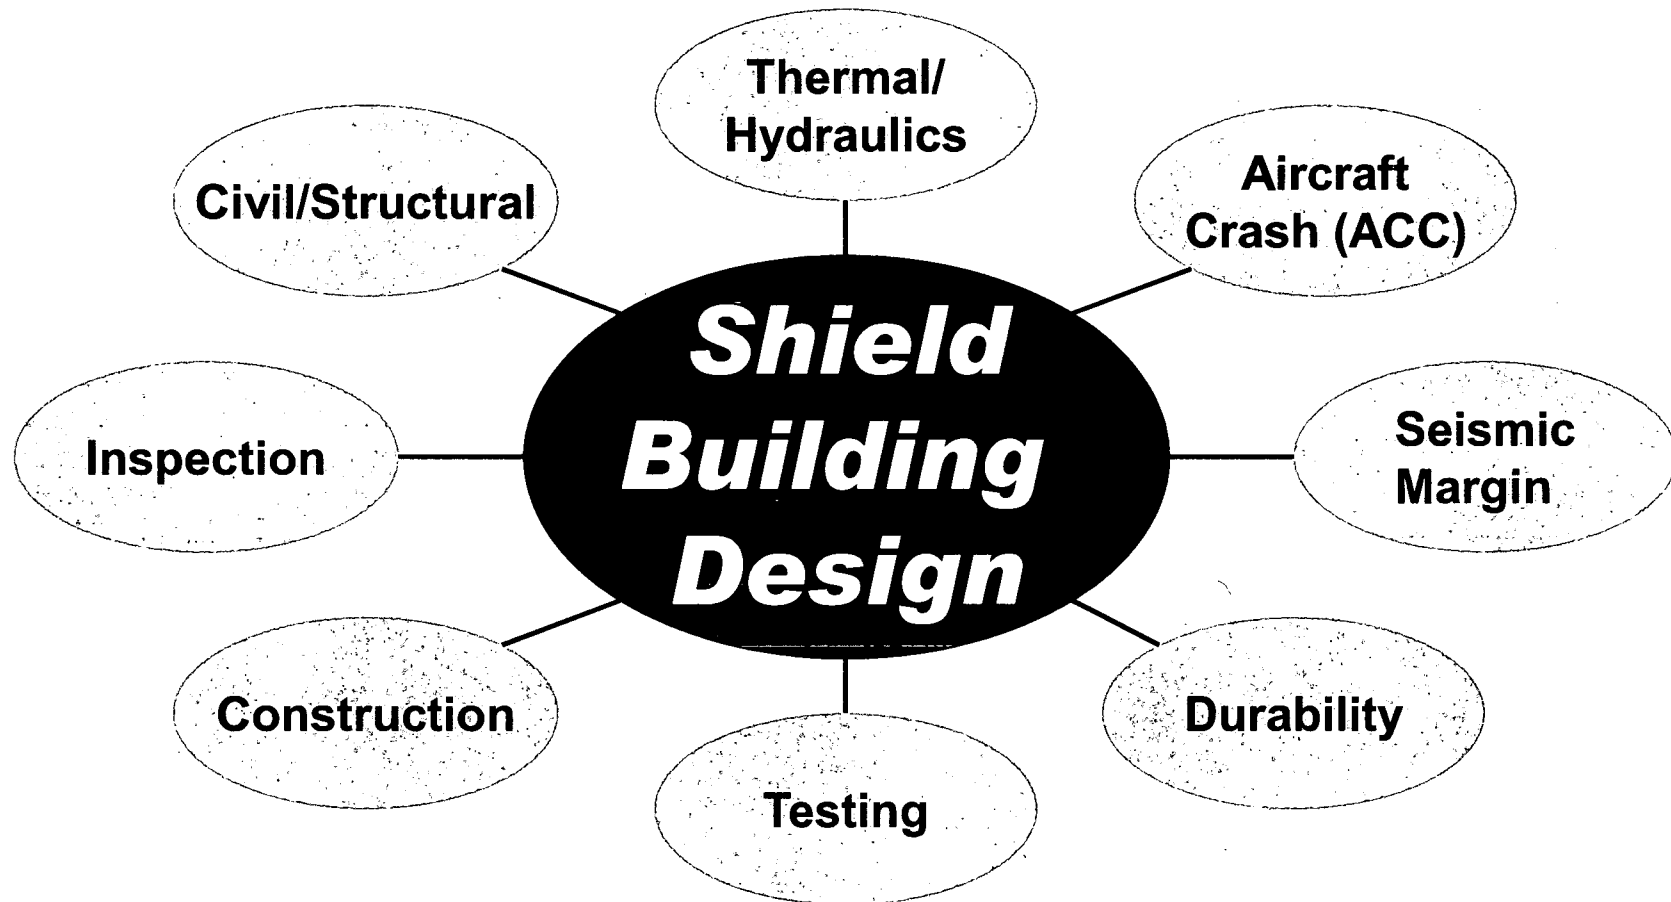 Thermal/
Hydraulics
Civil/Structural
Aircraft
Crash (ACC)
Shield
Building
Design
Inspection
Seismic
Margin
Construction
Durability
Testing